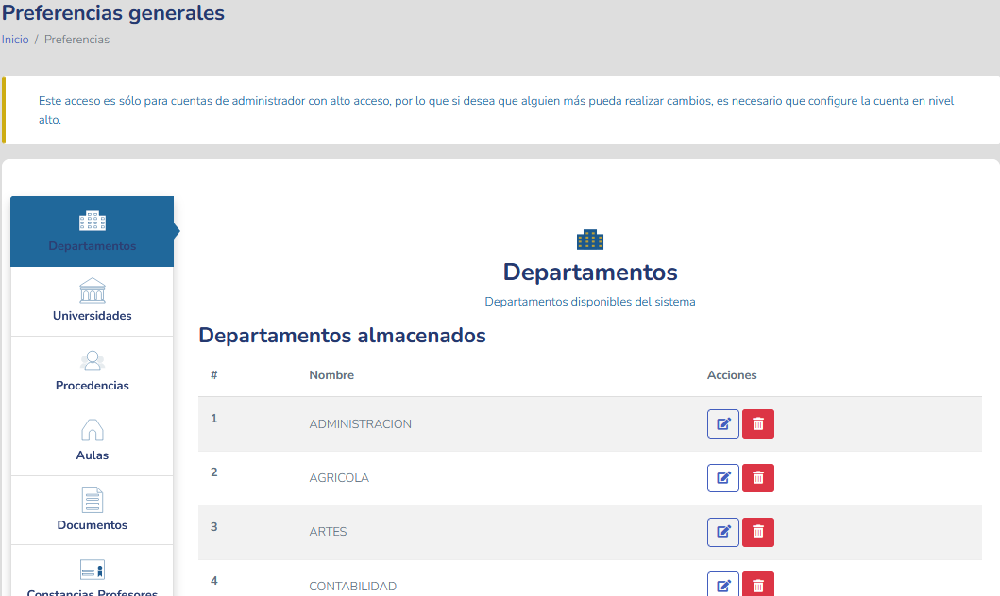 Preferencias generales
Inicio / Preferencias
Este acceso es sólo para cuentas de administrador con alto acceso, por lo que si desea que alguien más pueda realizar cambios, es necesario que configure la cuenta en nivel
alto.
Departamentos
Universidades
Procedencias
Aulas
Documentos
Constancias Profesores
Departamentos
Departamentos disponibles del sistema
Departamentos almacenados
# Nombre Acciones
1 ADMINISTRACION
2 AGRICOLA
3 ARTES
4 CONTABILIDAD